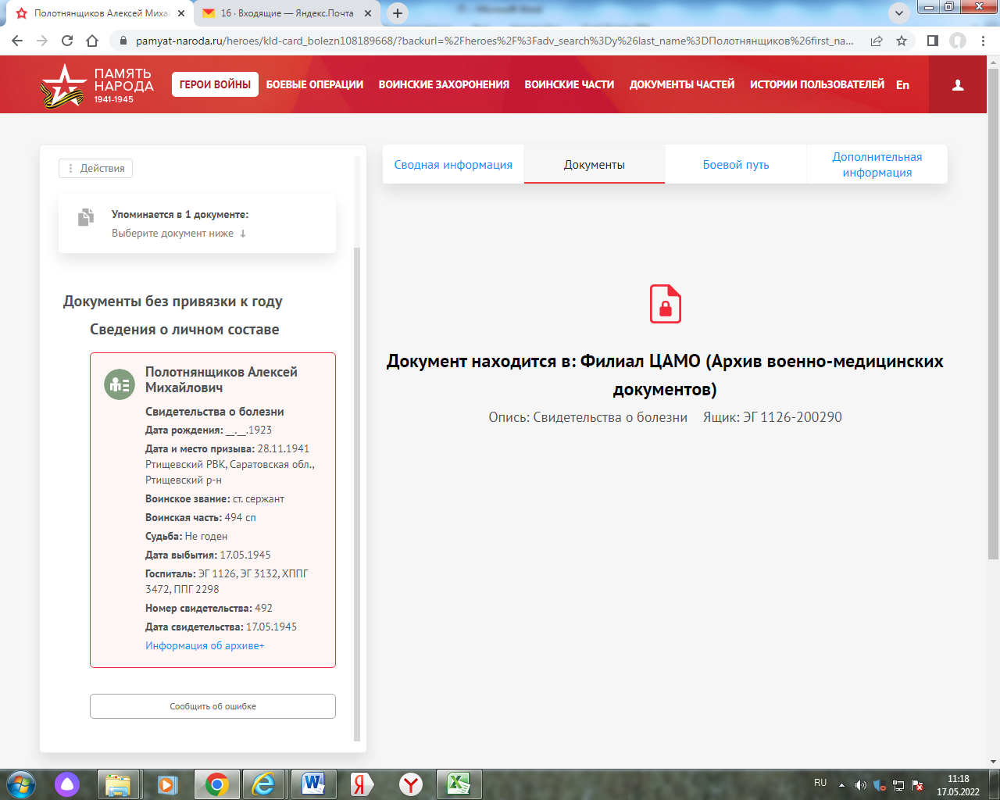 Полотнянщиков Алексей Миха
16 · Входящие — Яндекс.Почта
pamyat-naroda.ru/heroes/kld-card_bolezn108189668/?backurl=%2Fheroes%2F%3Fadv_search%3Dy%26last_name%3DПолотнянщиков%26first_na...
ПАМЯТЬ
НАРОДА
1941-1945
ГЕРОИ ВОЙНЫ
БОЕВЫЕ ОПЕРАЦИИ
ВОИНСКИЕ ЗАХОРОНЕНИЯ
ВОИНСКИЕ ЧАСТИ
ДОКУМЕНТЫ ЧАСТЕЙ
ИСТОРИИ ПОЛЬЗОВАТЕЛЕЙ
En
Действия
Упоминается в 1 документе:
Выберите документ ниже ↓
Документы без привязки к году
Сведения о личном составе
Полотнянщиков Алексей
Михайлович
Свидетельства о болезни
Дата рождения: __.__.1923
Дата и место призыва: 28.11.1941
Ртищевский РВК, Саратовская обл.,
Ртищевский р-н
Воинское звание: ст. сержант
Воинская часть: 494 сп
Судьба: Не годен
Дата выбытия: 17.05.1945
Госпиталь: ЭГ 1126, ЭГ 3132, ХППГ
3472, ППГ 2298
Номер свидетельства: 492
Дата свидетельства: 17.05.1945
Информация об архиве+
Сообщить об ошибке
Сводная информация
Документы
Боевой путь
Дополнительная
информация
Документ находится в: Филиал ЦАМО (Архив военно-медицинских
документов)
Опись: Свидетельства о болезни Ящик: ЭГ 1126-200290
RU
11:18
17.05.2022